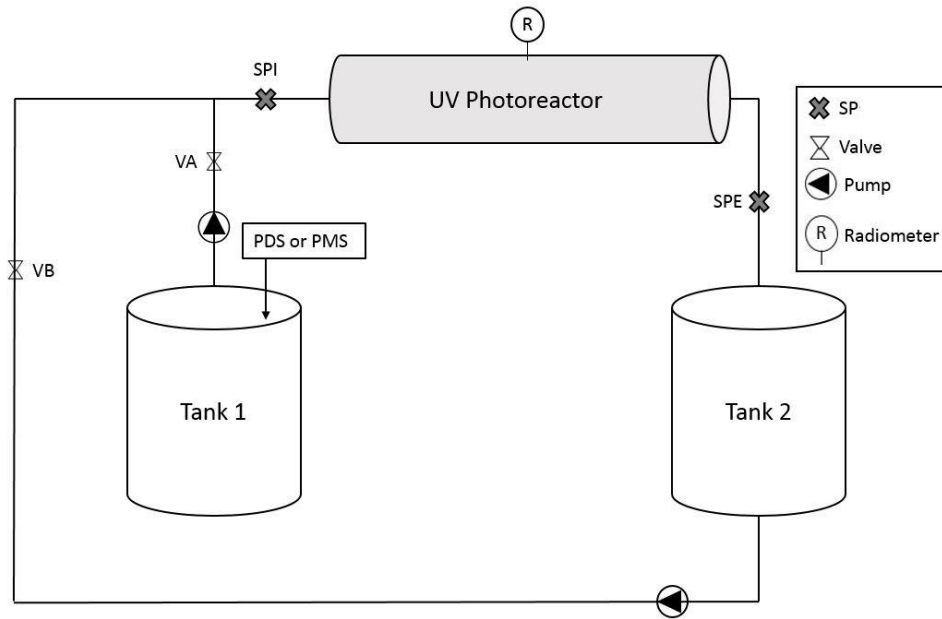 R
SPI
UV Photoreactor
SP
VA
Valve
PDS or PMS
SPE
Pump
R
Radiometer
VB
Tank 1
Tank 2